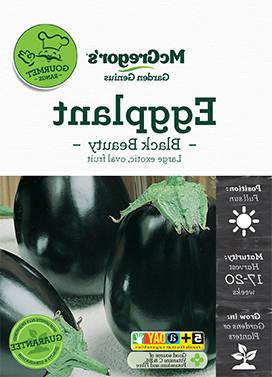 McGregor's
Garden Genius
GOURMET
RANGE
Eggplant
- Black Beauty -
Large exotic, oval fruit
Position:
Full sun
Maturity:
Harvest
17-20
weeks
Grow in:
Gardens or
Planters
GUARANTEE
5+ A DAY
Good source of
Vitamins C & B6
Potassium and Fibre